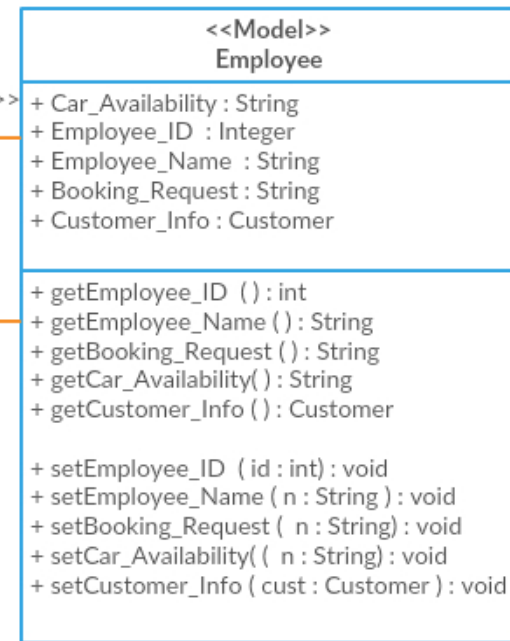 <<Model>>
Employee
>>
+ Car_Availability : String
+ Employee_ID : Integer
+ Employee_Name : String
+ Booking_Request : String
+ Customer_Info : Customer
+ getEmployee_ID ( ) : int
+ getEmployee_Name ( ) : String
+ getBooking_Request ( ) : String
+ getCar_Availability( ) : String
+ getCustomer_Info ( ) : Customer
+ setEmployee_ID ( id : int) : void
+ setEmployee_Name ( n : String ) : void
+ setBooking_Request ( n : String) : void
+ setCar_Availability( ( n : String) : void
+ setCustomer_Info ( cust : Customer ) : void